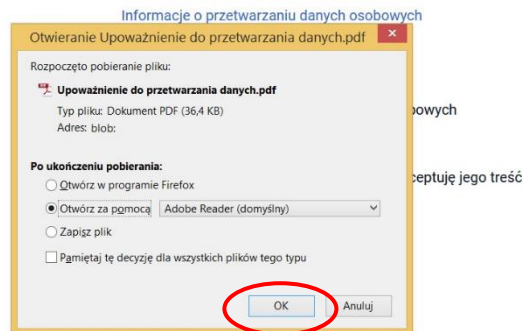 Informacje o przetwarzaniu danych osobowych
Otwieranie Upoważnienie do przetwarzania danych.pdf
Rozpoczęto pobieranie pliku:
Upoważnienie do przetwarzania danych.pdf
Typ pliku: Dokument PDF (36,4 KB)
Adres: blob:
bowych
Po ukończeniu pobierania:
Otwórz w programie Firefox
ceptuję jego treść
Otwórz za pomocą Adobe Reader (domyślny)
Zapisz plik
Pamiętaj tę decyzję dla wszystkich plików tego typu
OK Anuluj